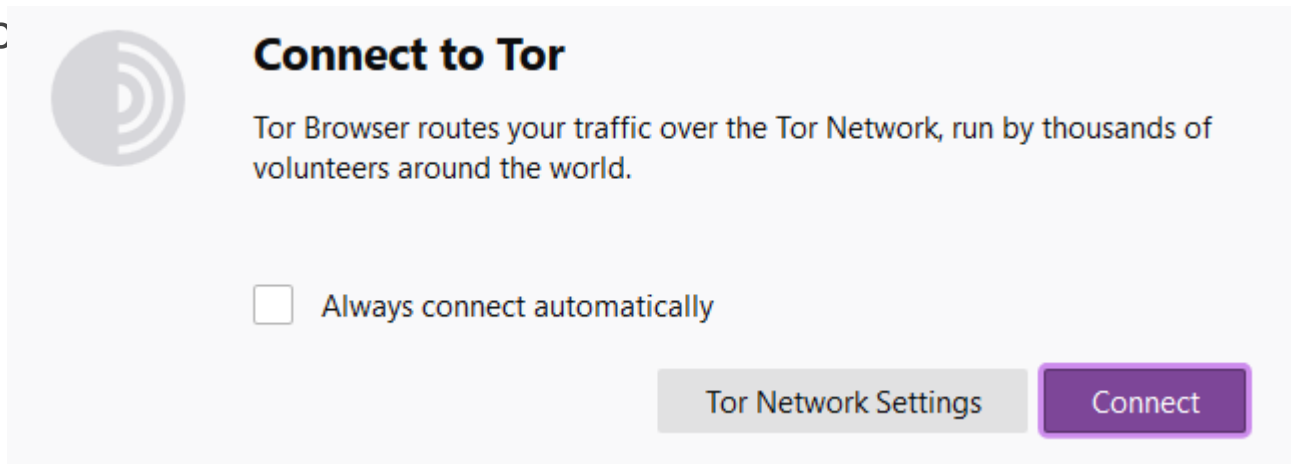 Connect to Tor
Tor Browser routes your traffic over the Tor Network, run by thousands of
volunteers around the world.
Always connect automatically
Tor Network Settings
Connect